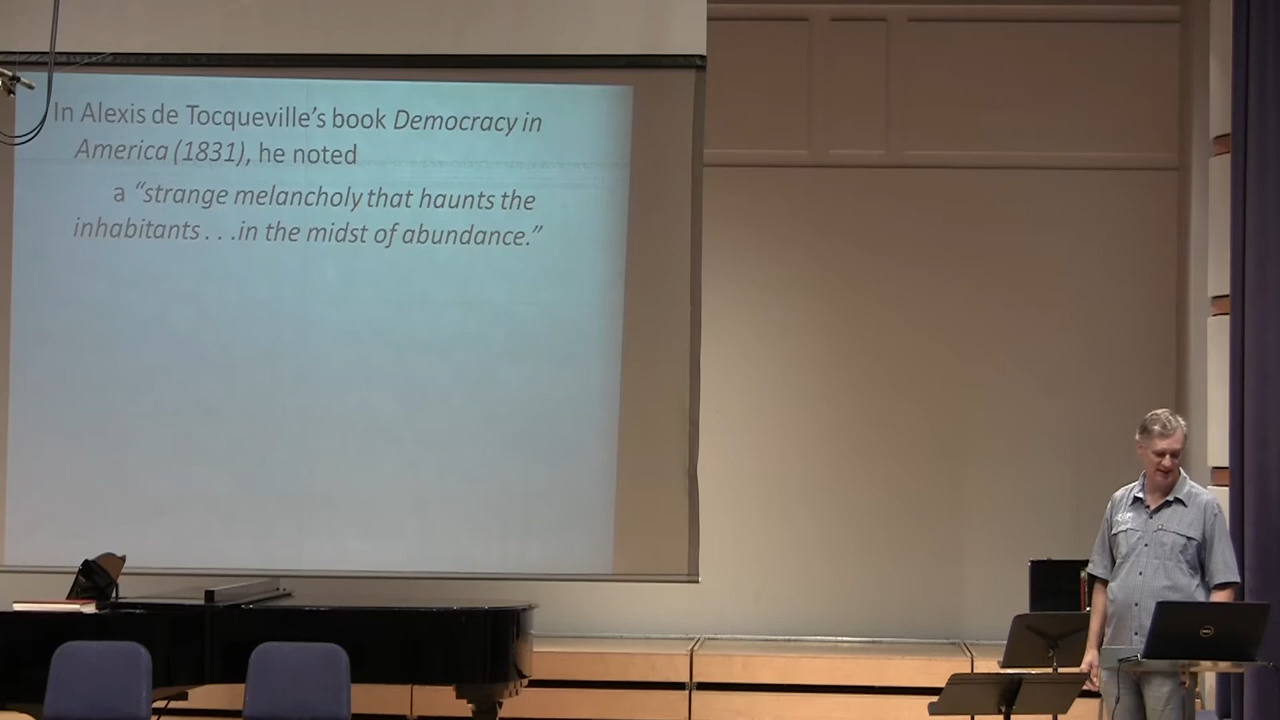 In Alexis de Tocqueville's book Democracy in
America (1831), he noted
a “strange melancholy that haunts the
inhabitants . . .in the midst of abundance.”
DELL